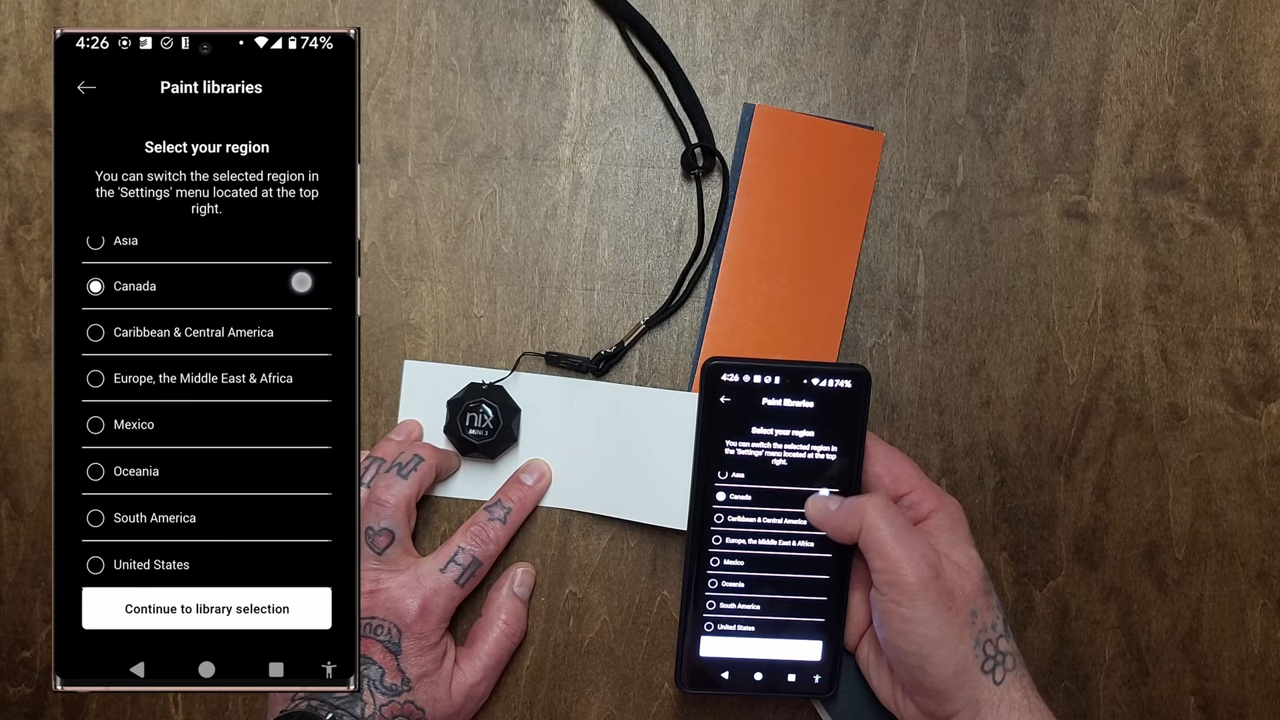 4:26
74%
Paint libraries
Select your region
You can switch the selected region in
the 'Settings' menu located at the top
right.
Asia
Canada
Caribbean & Central America
Europe, the Middle East & Africa
Mexico
Oceania
South America
United States
Continue to library selection
nix
MINI 3
HI
4:26
74%
Paint libraries
Select your region
You can switch the selected region in
the 'Settings' menu located at the top
right.
Asia
Canada
Caribbean & Central America
Europe, the Middle East & Africa
Mexico
Oceania
South America
United States